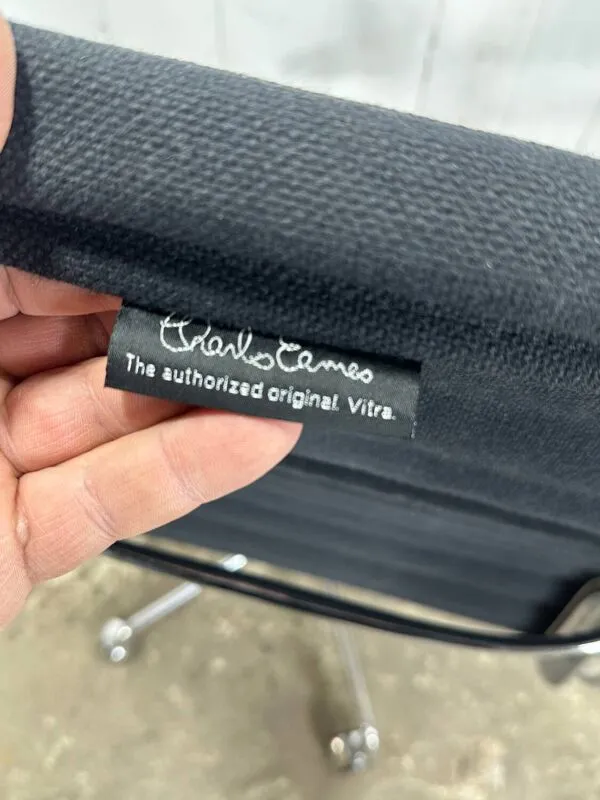 Charles Eames
The authorized original. Vitra.